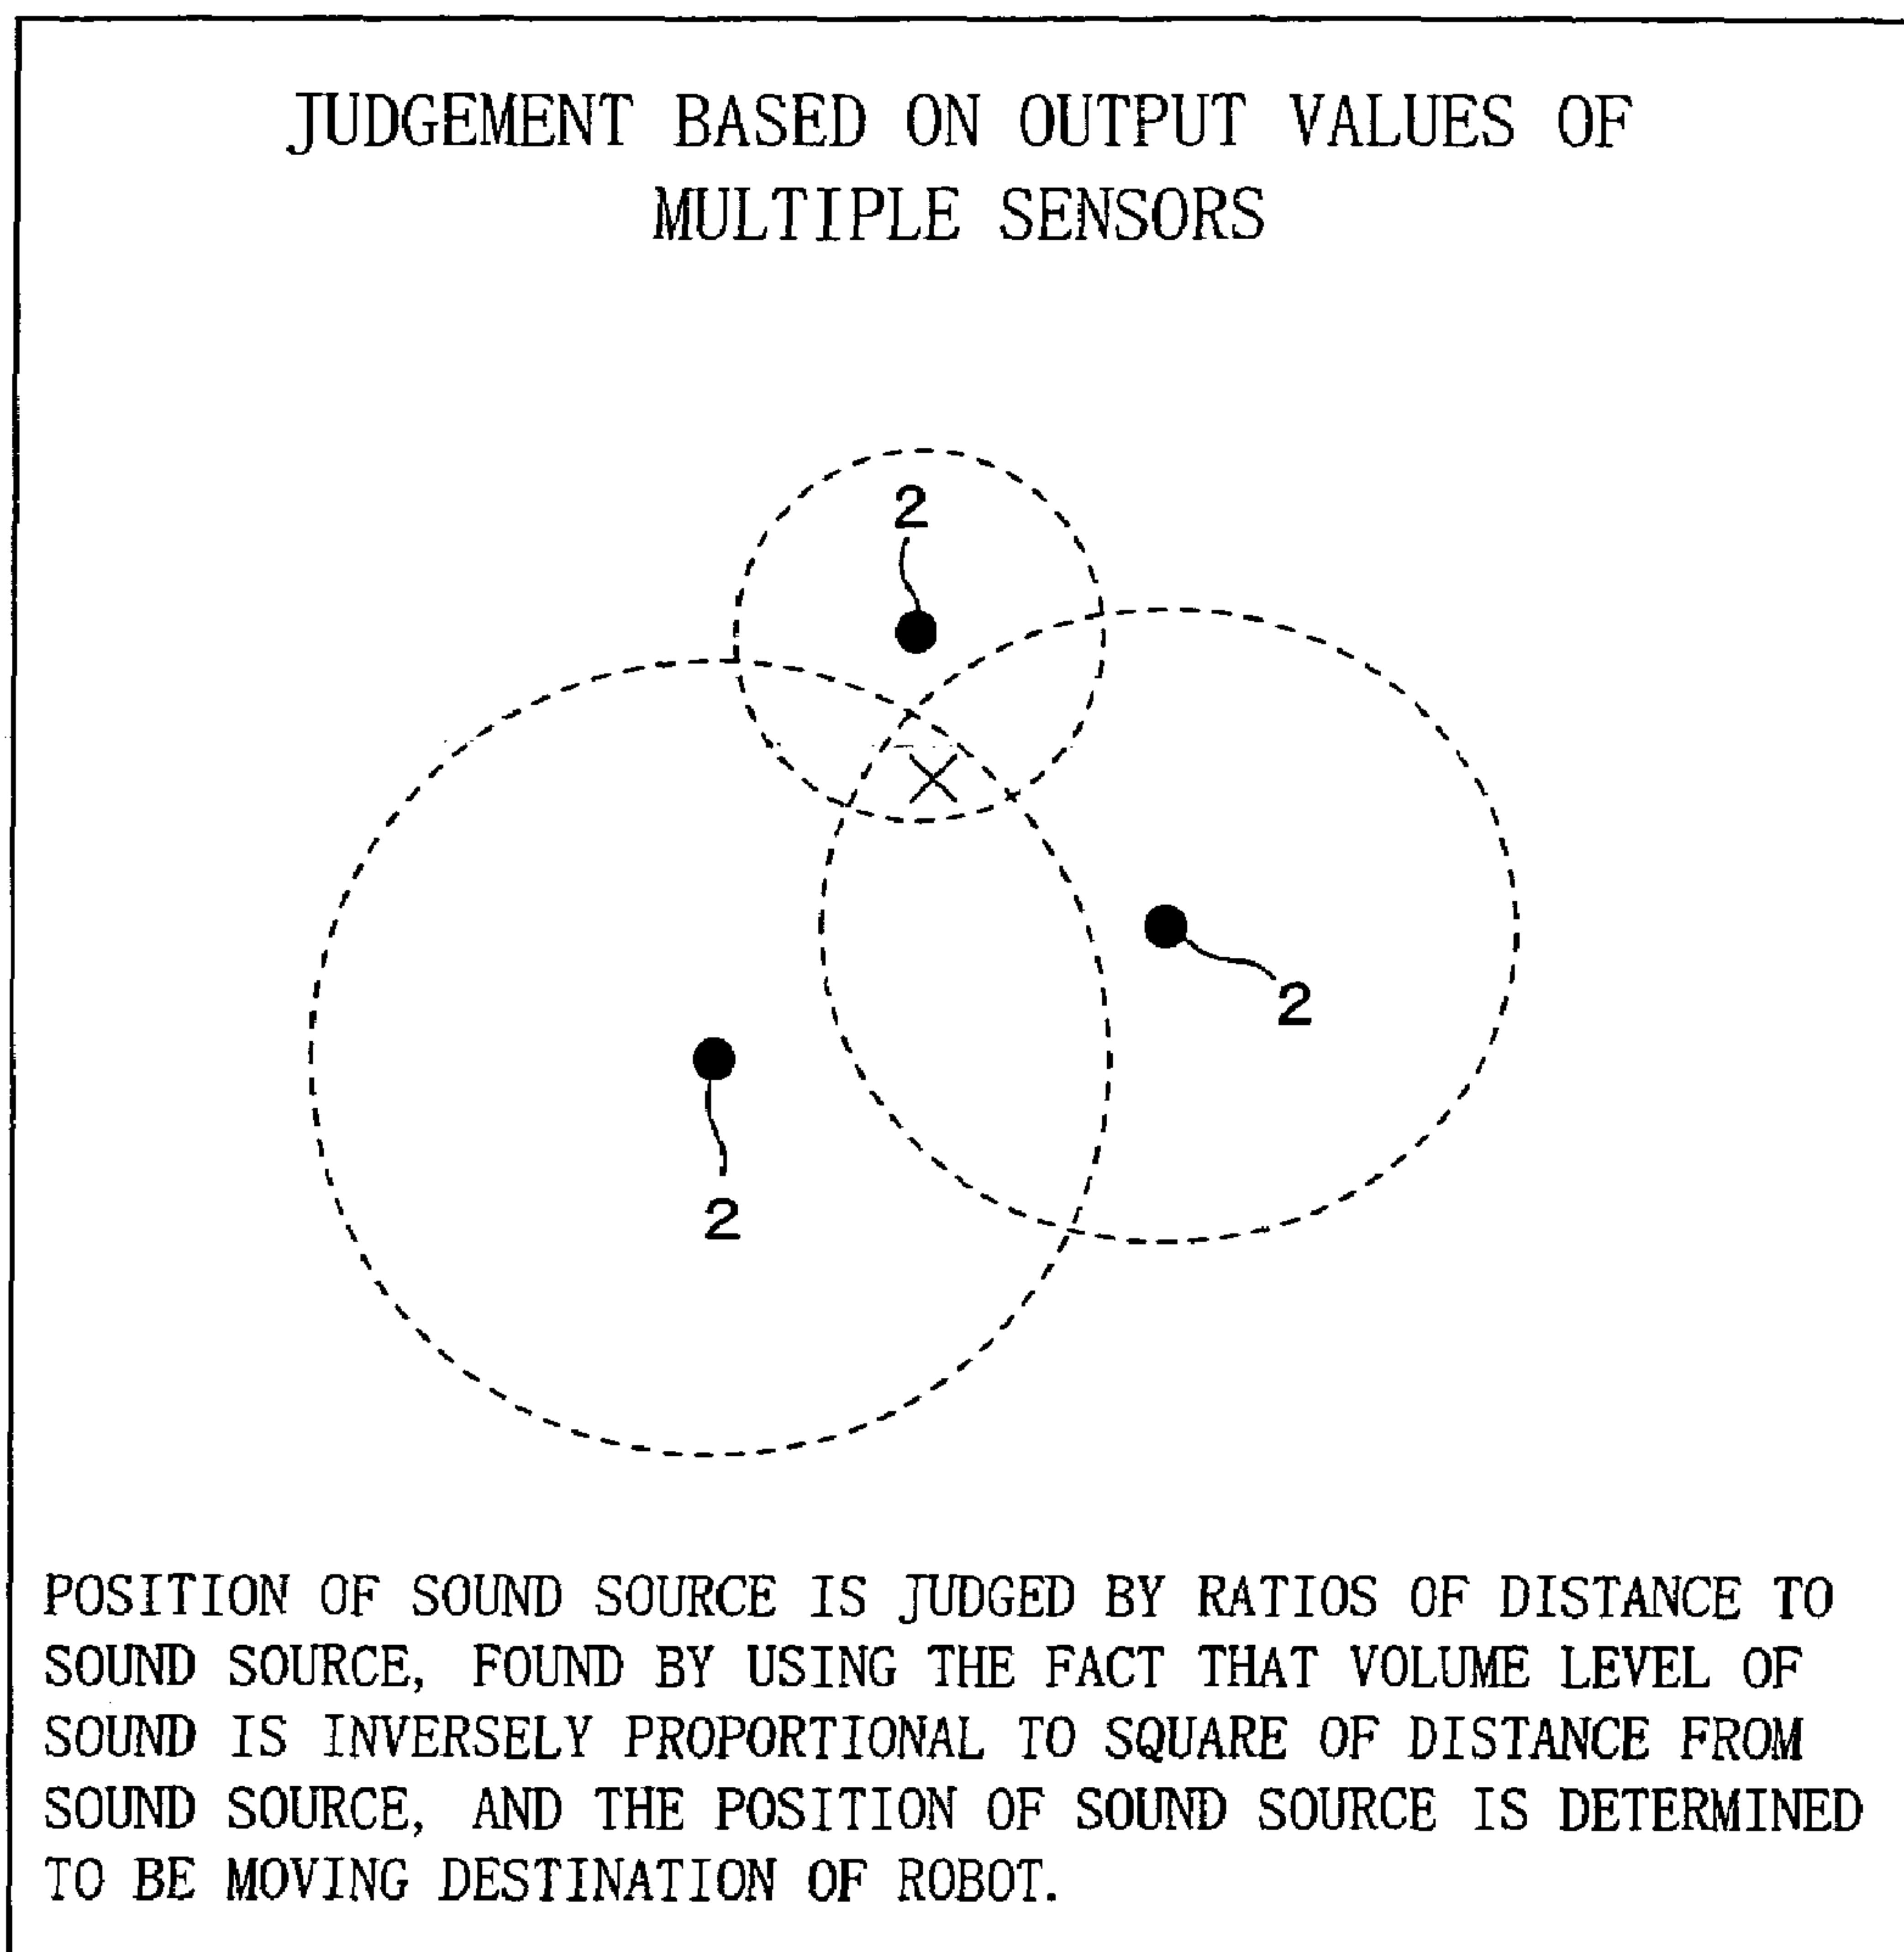 JUDGEMENT BASED ON OUTPUT VALUES OF
MULTIPLE SENSORS
2
2
2
POSITION OF SOUND SOURCE IS JUDGED BY RATIOS OF DISTANCE TO
SOUND SOURCE, FOUND BY USING THE FACT THAT VOLUME LEVEL OF
SOUND IS INVERSELY PROPORTIONAL TO SQUARE OF DISTANCE FROM
SOUND SOURCE, AND THE POSITION OF SOUND SOURCE IS DETERMINED
TO BE MOVING DESTINATION OF ROBOT.